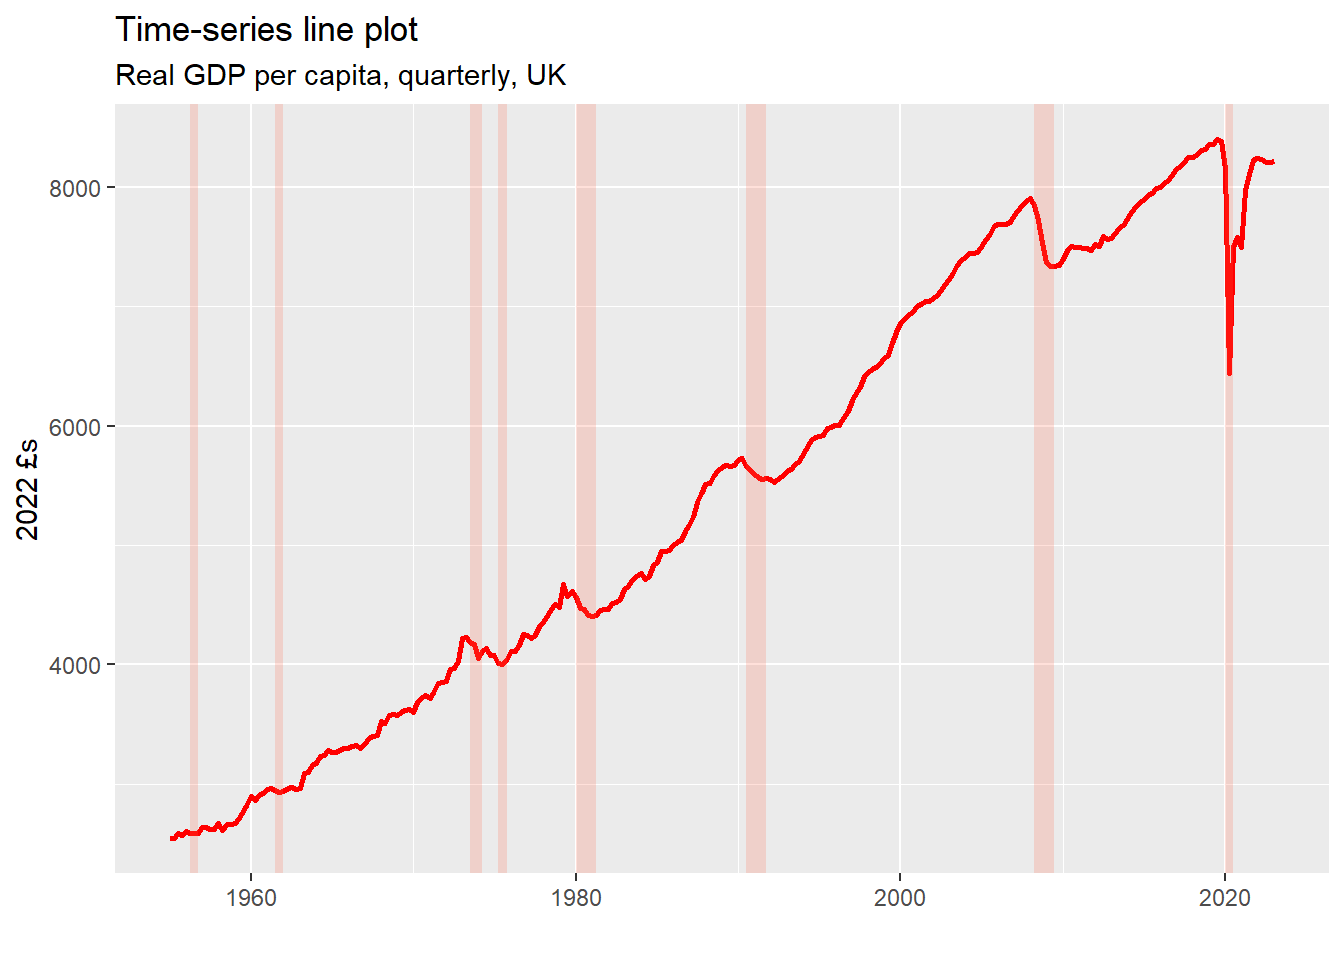 Time-series line plot
Real GDP per capita, quarterly, UK
2022 £s
8000
6000
4000
1960
1980
2000
2020